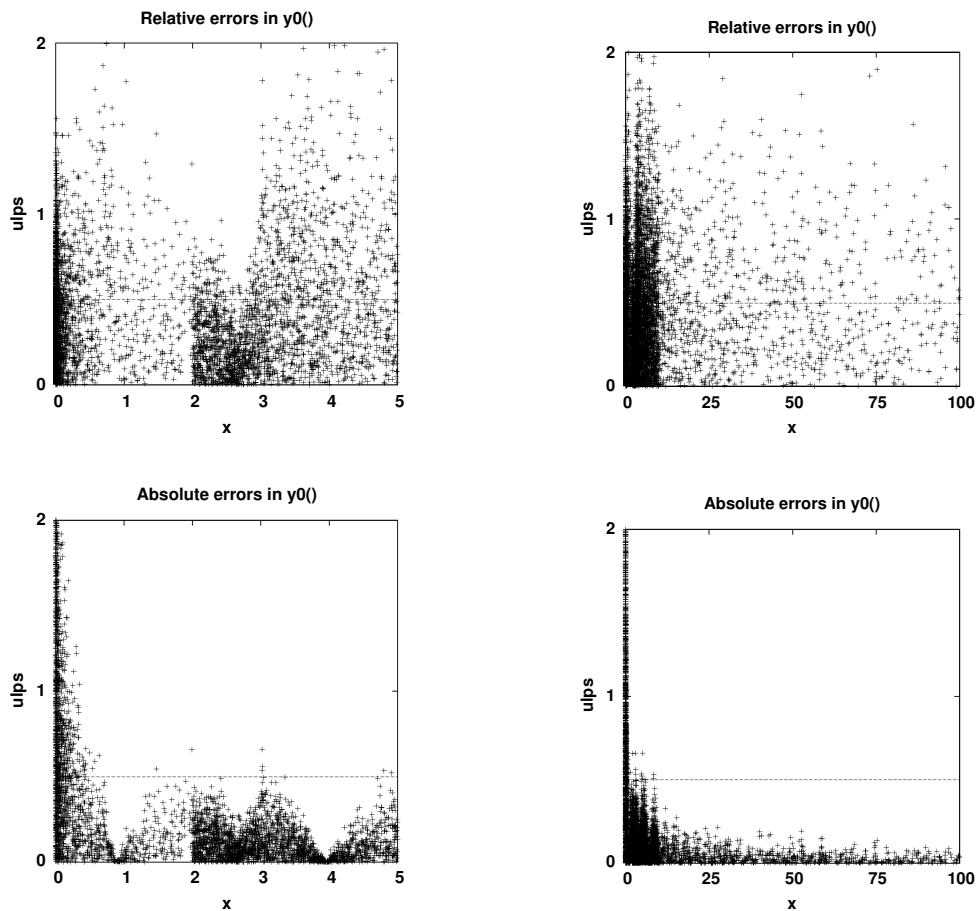 Relative errors in y0()
2
1
0
ulps
0 1 2 3 4 5
x
Relative errors in y0()
2
1
0
ulps
0 25 50 75 100
x
Absolute errors in y0()
2
1
0
ulps
0 1 2 3 4 5
x
Absolute errors in y0()
2
1
0
ulps
0 25 50 75 100
x